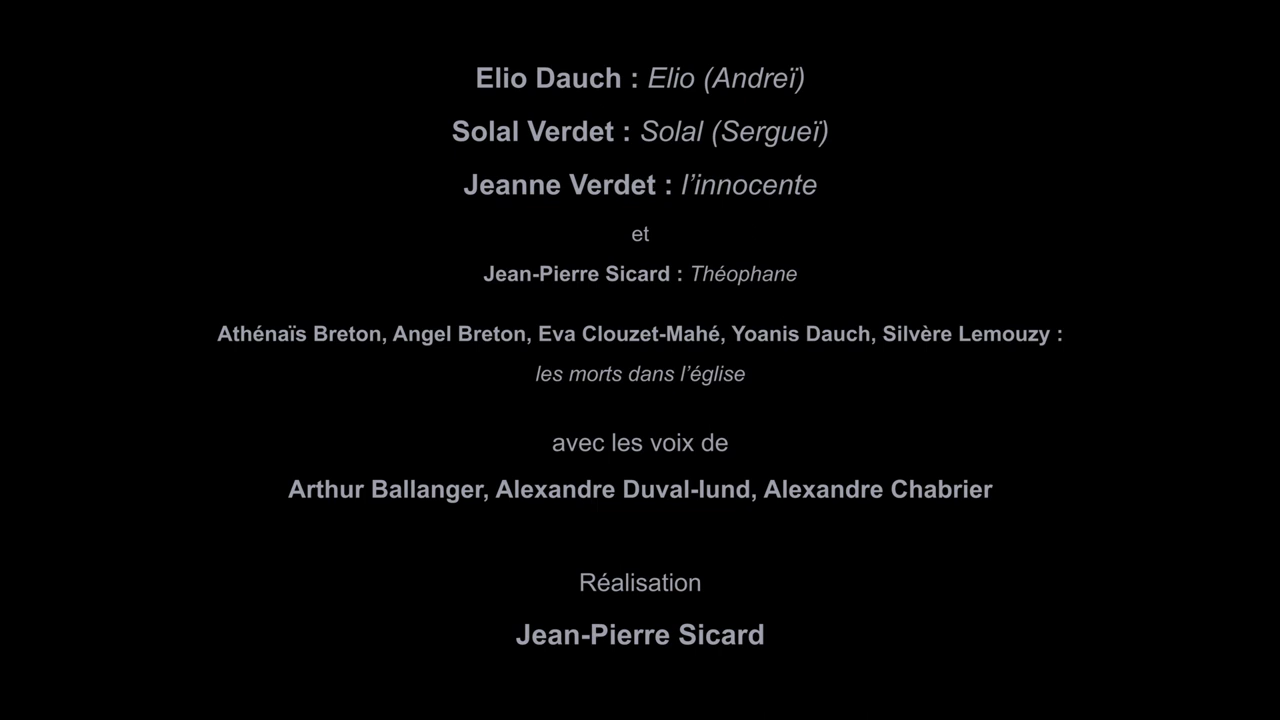 Elio Dauch : Elio (Andreï)
Solal Verdet : Solal (Sergueï)
Jeanne Verdet : l’innocente
et
Jean-Pierre Sicard : Théophane
Athénaïs Breton, Angel Breton, Eva Clouzet-Mahé, Yoanis Dauch, Silvère Lemouzy :
les morts dans l’église
avec les voix de
Arthur Ballanger, Alexandre Duval-lund, Alexandre Chabrier
Réalisation
Jean-Pierre Sicard